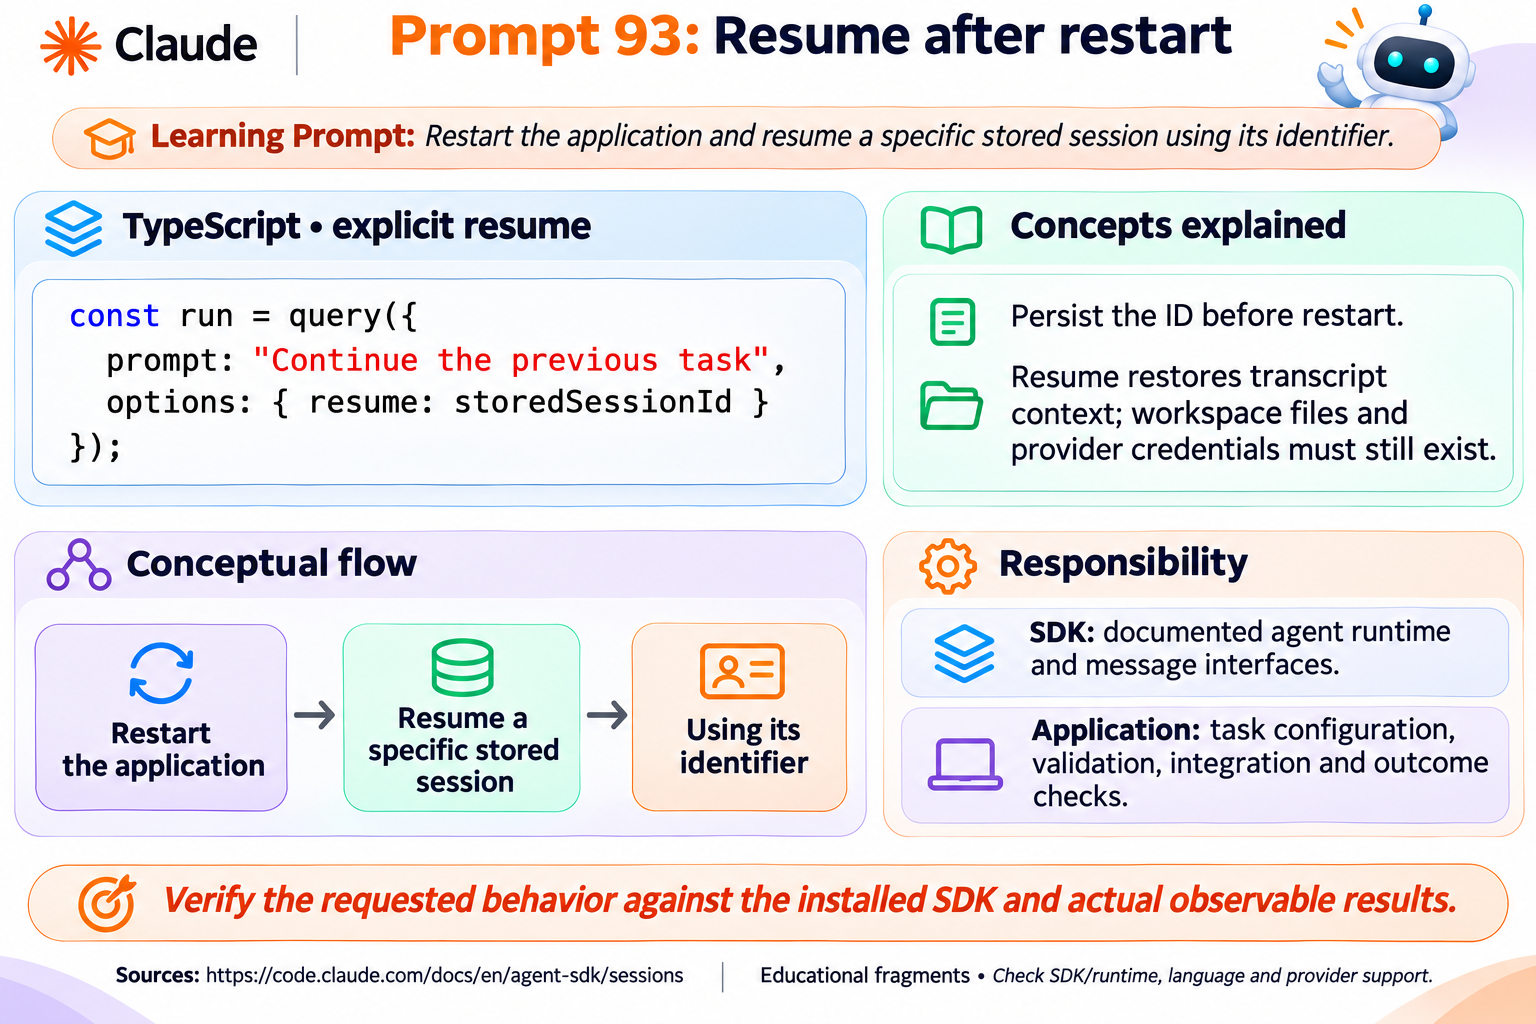 Claude
Prompt 93: Resume after restart
Learning Prompt: Restart the application and resume a specific stored session using its identifier.
TypeScript • explicit resume
const run = query({
  prompt: "Continue the previous task",
  options: { resume: storedSessionId }
});
Concepts explained
Persist the ID before restart.
Resume restores transcript
context; workspace files and
provider credentials must still exist.
Conceptual flow
Restart
the application
Resume a
specific stored
session
Using its
identifier
Responsibility
SDK: documented agent runtime
and message interfaces.
Application: task configuration,
validation, integration and outcome
checks.
Verify the requested behavior against the installed SDK and actual observable results.
Sources: https://code.claude.com/docs/en/agent-sdk/sessions
Educational fragments • Check SDK/runtime, language and provider support.